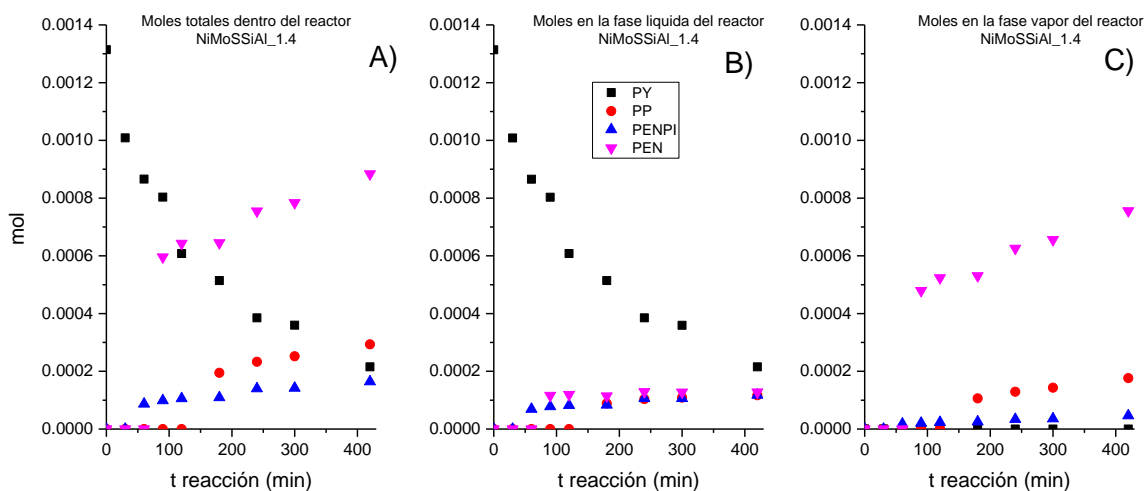 Moles totales dentro del reactor
NiMoSSiAl_1.4
A)
0.0014
0.0012
0.0010
0.0008
0.0006
0.0004
0.0002
0.0000
mol
0
100
200
300
400
t reacción (min)
Moles en la fase liquida del reactor
NiMoSSiAl_1.4
B)
PY
PP
PENPI
PEN
0.0014
0.0012
0.0010
0.0008
0.0006
0.0004
0.0002
0.0000
0
100
200
300
400
t reacción (min)
Moles en la fase vapor del reactor
NiMoSSiAl_1.4
C)
0.0014
0.0012
0.0010
0.0008
0.0006
0.0004
0.0002
0.0000
0
100
200
300
400
t reacción (min)